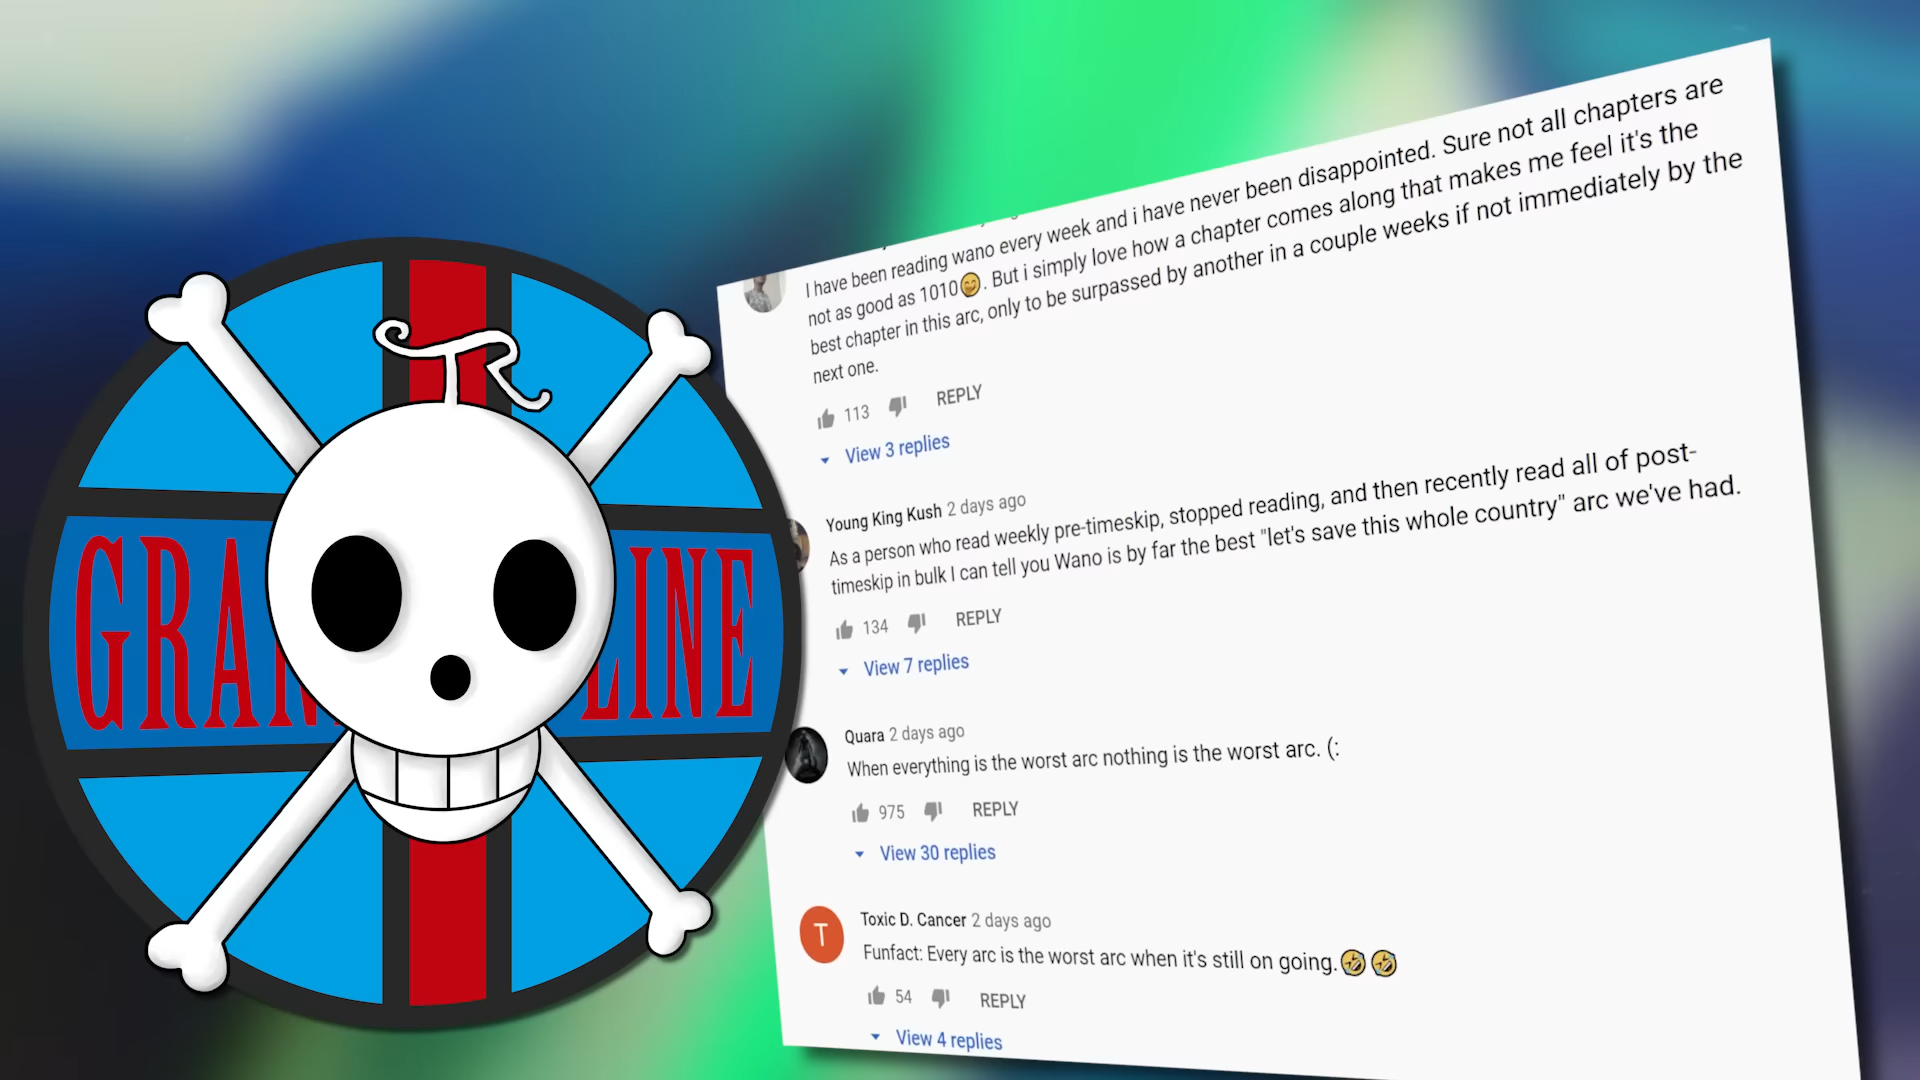 GRAN LINE
TR
I have been reading wano every week and i have never been disappointed. Sure not all chapters are
not as good as 1010😄. But i simply love how a chapter comes along that makes me feel it's the
best chapter in this arc, only to be surpassed by another in a couple weeks if not immediately by the
next one.
113 REPLY
View 3 replies
Young King Kush 2 days ago
As a person who read weekly pre-timeskip, stopped reading, and then recently read all of post-
timeskip in bulk I can tell you Wano is by far the best "let's save this whole country" arc we've had.
134 REPLY
View 7 replies
Quara 2 days ago
When everything is the worst arc nothing is the worst arc. (:
975 REPLY
View 30 replies
Toxic D. Cancer 2 days ago
T
Funfact: Every arc is the worst arc when it's still on going.🤣🤣
54 REPLY
View 4 replies